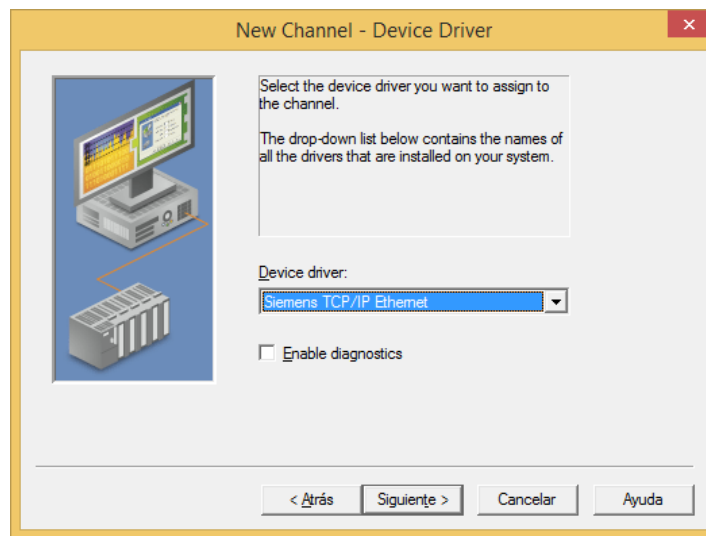 New Channel - Device Driver
Select the device driver you want to assign to
the channel.
The drop-down list below contains the names of
all the drivers that are installed on your system.
Device driver:
Siemens TCP/IP Ethernet
Enable diagnostics
< Atrás
Siguiente >
Cancelar
Ayuda